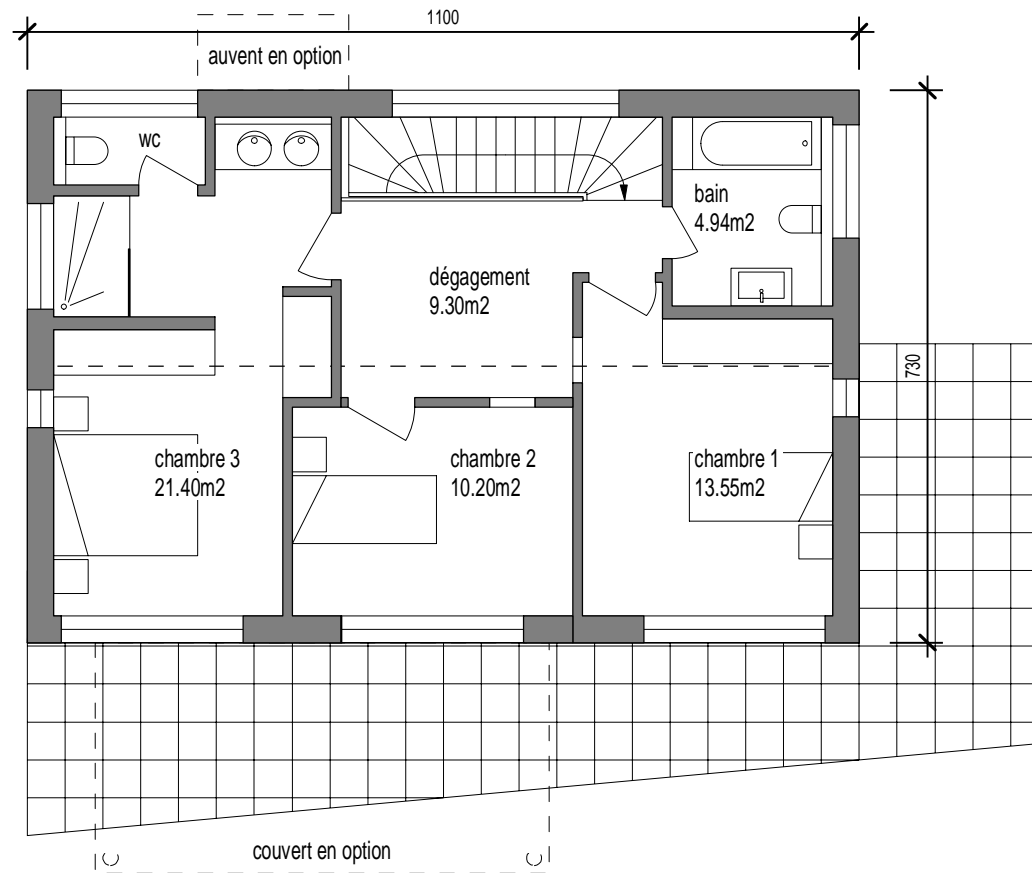 1100
auvent en option
wc
bain
4.94m2
dégagement
9.30m2
730
chambre 3
21.40m2
chambre 2
10.20m2
chambre 1
13.55m2
couvert en option